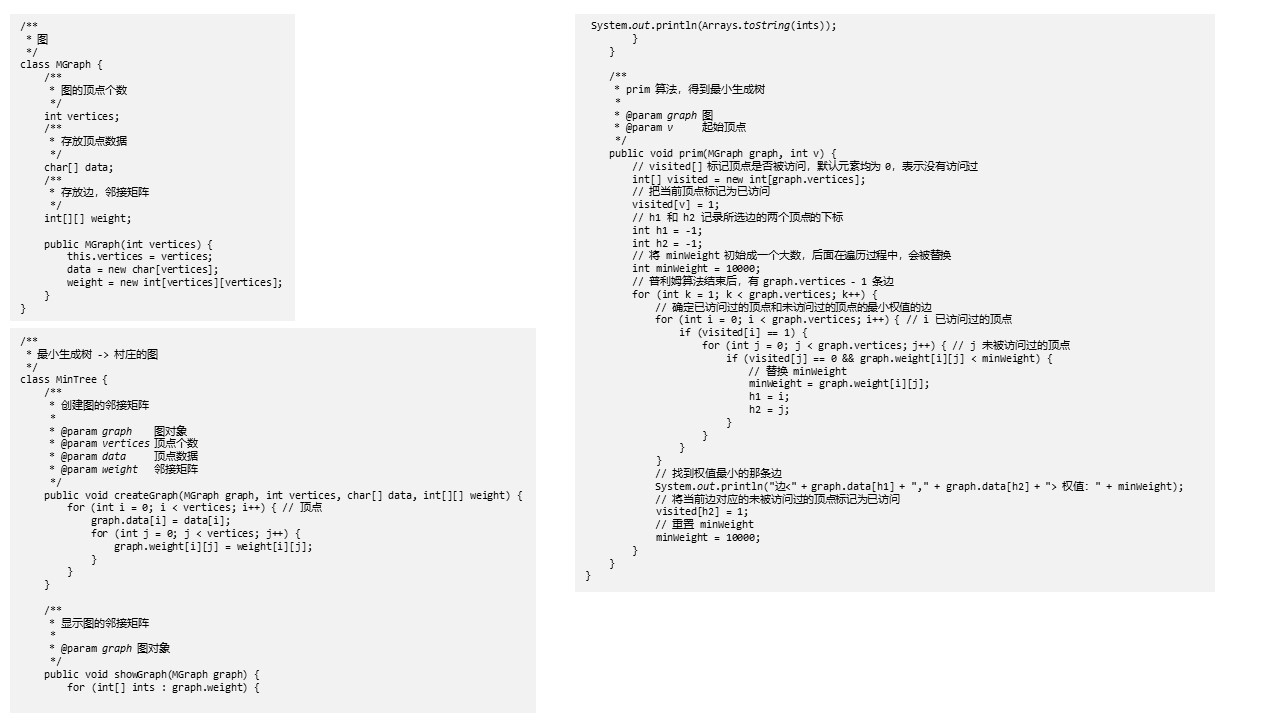 /**
 * 图
 */
class MGraph {
    /**
     * 图的顶点个数
     */
    int vertices;
    /**
     * 存放顶点数据
     */
    char[] data;
    /**
     * 存放边，邻接矩阵
     */
    int[][] weight;

    public MGraph(int vertices) {
        this.vertices = vertices;
        data = new char[vertices];
        weight = new int[vertices][vertices];
    }
}
/**
 * 最小生成树 -> 村庄的图
 */
class MinTree {
    /**
     * 创建图的邻接矩阵
     *
     * @param graph    图对象
     * @param vertices 顶点个数
     * @param data     顶点数据
     * @param weight   邻接矩阵
     */
    public void createGraph(MGraph graph, int vertices, char[] data, int[][] weight) {
        for (int i = 0; i < vertices; i++) { // 顶点
            graph.data[i] = data[i];
            for (int j = 0; j < vertices; j++) {
                graph.weight[i][j] = weight[i][j];
            }
        }
    }

    /**
     * 显示图的邻接矩阵
     *
     * @param graph 图对象
     */
    public void showGraph(MGraph graph) {
        for (int[] ints : graph.weight) {
 System.out.println(Arrays.toString(ints));
        }
    }

    /**
     * prim 算法，得到最小生成树
     *
     * @param graph 图
     * @param v     起始顶点
     */
    public void prim(MGraph graph, int v) {
        // visited[] 标记顶点是否被访问，默认元素均为 0，表示没有访问过
        int[] visited = new int[graph.vertices];
        // 把当前顶点标记为已访问
        visited[v] = 1;
        // h1 和 h2 记录所选边的两个顶点的下标
        int h1 = -1;
        int h2 = -1;
        // 将 minWeight 初始成一个大数，后面在遍历过程中，会被替换
        int minWeight = 10000;
        // 普利姆算法结束后，有 graph.vertices - 1 条边
        for (int k = 1; k < graph.vertices; k++) {
            // 确定已访问过的顶点和未访问过的顶点的最小权值的边
            for (int i = 0; i < graph.vertices; i++) { // i 已访问过的顶点
                if (visited[i] == 1) {
                    for (int j = 0; j < graph.vertices; j++) { // j 未被访问过的顶点
                        if (visited[j] == 0 && graph.weight[i][j] < minWeight) {
                            // 替换 minWeight
                            minWeight = graph.weight[i][j];
                            h1 = i;
                            h2 = j;
                        }
                    }
                }
            }
            // 找到权值最小的那条边
            System.out.println("边<" + graph.data[h1] + "," + graph.data[h2] + "> 权值：" + minWeight);
            // 将当前边对应的未被访问过的顶点标记为已访问
            visited[h2] = 1;
            // 重置 minWeight
            minWeight = 10000;
        }
    }
}